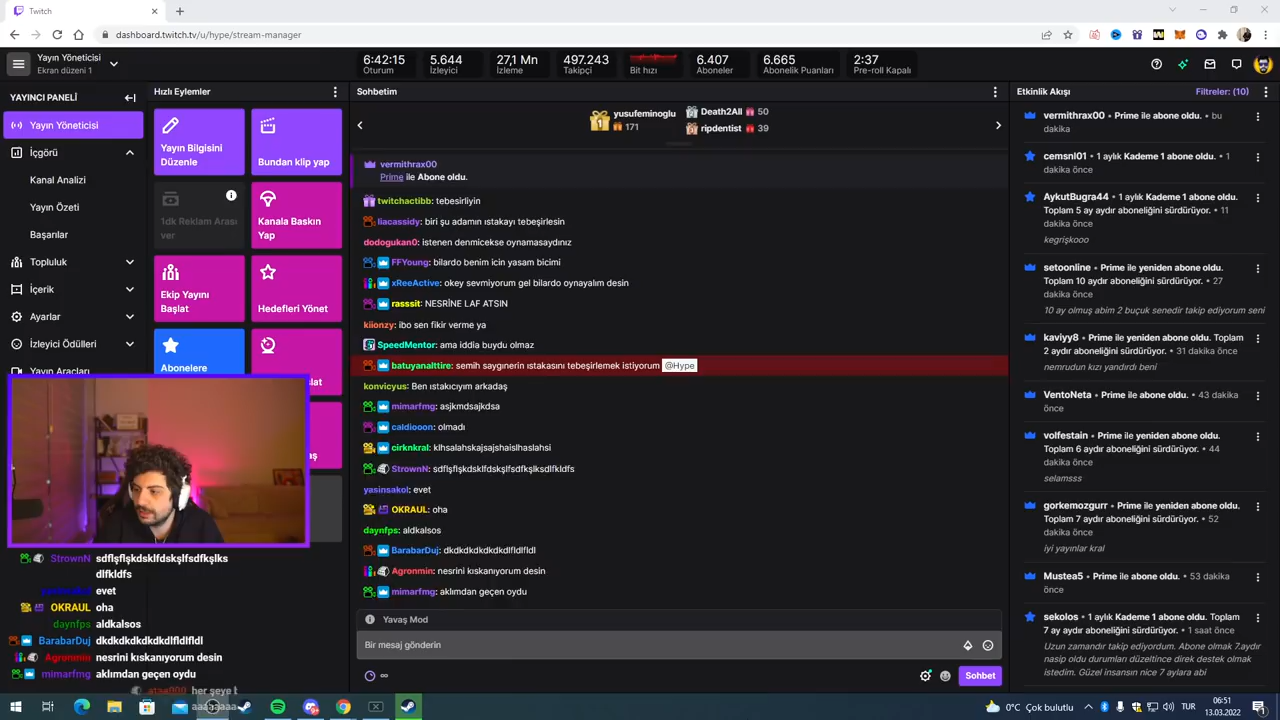 Twitch
dashboard.twitch.tv/u/hype/stream-manager
Yayın Yöneticisi
Ekran düzeni 1
6:42:15
Oturum
5.644
İzleyici
27,1 Mn
İzleme
497.243
Takipçi
Bit hızı
6.407
Aboneler
6.665
Abonelik Puanları
2:37
Pre-roll Kapalı
YAYINCI PANELİ
Yayın Yöneticisi
İçgörü
Kanal Analizi
Yayın Özeti
Başarılar
Topluluk
İçerik
Ayarlar
İzleyici Ödülleri
Yayın Araçları
Hızlı Eylemler
Yayın Bilgisini
Düzenle
Bundan klip yap
1dk Reklam Arası
ver
Kanala Baskın
Yap
Ekip Yayını
Başlat
Hedefleri Yönet
Abonelere
Sohbetim
1
yusufeminoglu
171
Death2All 50
ripdentist 39
vermithrax00
Prime ile Abone oldu.
twitchactibb: tebesirliyin
liacassidy: biri şu adamın ıstakayı tebeşirlesin
dodogukan0: istenen denmicekse oynamasaydınız
FFYoung: bilardo benim icin yasam bicimi
xReeActive: okey sevmiyorum gel bilardo oynayalım desin
rasssit: NESRİNE LAF ATSIN
kiionzy: ibo sen fikir verme ya
SpeedMentor: ama iddia buydu olmaz
batuyanalttire: semih saygınerin ıstakasını tebeşirlemek istiyorum @Hype
konvicyus: Ben ıstakıcıyım arkadaş
mimarfmg: asjkmdsajkdsa
caldiooon: olmadı
cirknkral: klhsalahskajsajshaislhaslahsi
StrownN: sdflşflşkdsklfdskşlfsdfkşlksdlfkldfs
yasinsakol: evet
OKRAUL: oha
daynfps: aldkalsos
BarabarDuj: dkdkdkdkdkdkdlfldlfldl
Agronmin: nesrini kıskanıyorum desin
mimarfmg: aklımdan geçen oydu
Yavaş Mod
Bir mesaj gönderin
Sohbet
Etkinlik Akışı
Filtreler: (10)
vermithrax00 • Prime ile abone oldu. • bu
dakika
cemsnl01 • 1 aylık Kademe 1 abone oldu. • 1
dakika önce
AykutBugra44 • 1 aylık Kademe 1 abone oldu.
Toplam 5 ay aydır aboneliğini sürdürüyor. • 11
dakika önce
kegrişkooo
setoonline • Prime ile yeniden abone oldu.
Toplam 10 aydır aboneliğini sürdürüyor. • 27
dakika önce
10 ay olmuş abim 2 buçuk senedir takip ediyorum seni
kaviyy8 • Prime ile yeniden abone oldu. Toplam
2 aydır aboneliğini sürdürüyor. • 31 dakika önce
nemrudun kızı yandırdı beni
VentoNeta • Prime ile abone oldu. • 43 dakika
önce
volfestain • Prime ile yeniden abone oldu.
Toplam 6 aydır aboneliğini sürdürüyor. • 44
dakika önce
selamsss
gorkemozgurr • Prime ile yeniden abone oldu.
Toplam 7 aydır aboneliğini sürdürüyor. • 52
dakika önce
iyi yayınlar kral
Mustea5 • Prime ile abone oldu. • 53 dakika
önce
sekolos • 1 aylık Kademe 1 abone oldu. Toplam
7 ay aydır aboneliğini sürdürüyor. • 1 saat önce
Uzun zamandır takip ediyordum. Abone olmak 7.aydır
nasip oldu durumları düzeltince direk destek olmak
istedim. Güzel insansın nice 7 aylara abi
StrownN sdflşflşkdsklfdskşlfsdfkşlks
dlfkldfs
yasinsakol evet
OKRAUL oha
daynfps aldkalsos
BarabarDuj dkdkdkdkdkdkdlfldlfldl
Agronmin nesrini kıskanıyorum desin
mimarfmg aklımdan geçen oydu
her şeye t
0°C Çok bulutlu
TUR
06:51
13.03.2022